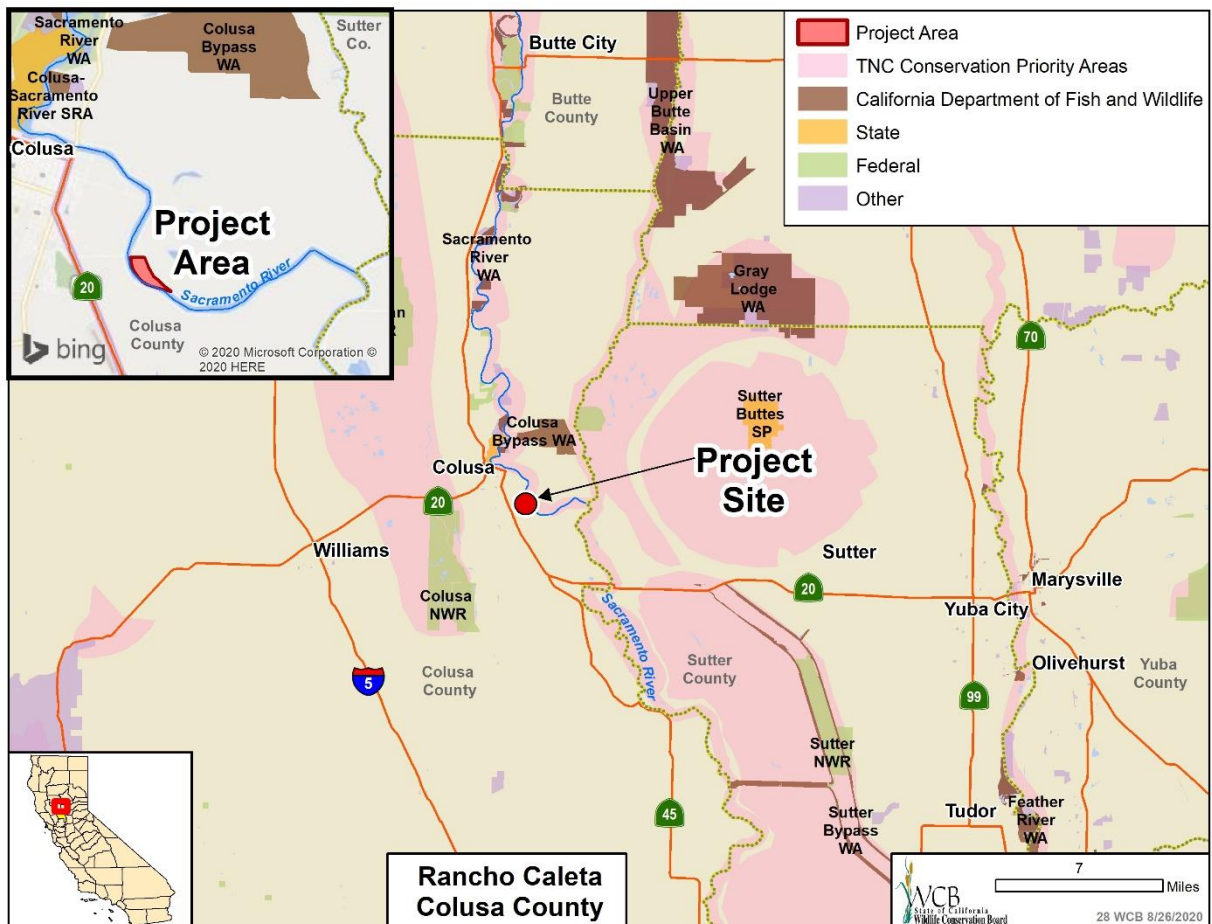 Sacramento
River
WA
Colusa
Bypass
WA
Sutter
Co.
Colusa-
Sacramento
River SRA
Colusa
Project
Area
Sacramento River
20
Colusa
County
bing
© 2020 Microsoft Corporation ©
2020 HERE
Project Area
TNC Conservation Priority Areas
California Department of Fish and Wildlife
State
Federal
Other
Butte City
Butte
County
Upper
Butte
Basin
WA
Sacramento
River
WA
Gray
Lodge
WA
70
Sutter
Buttes
SP
Colusa
Bypass WA
Colusa
Project
Site
20
Williams
Sutter
20
Marysville
Yuba City
Colusa
NWR
Sacramento River
Olivehurst
Colusa
County
5
Sutter
County
Yuba
County
99
Sutter
NWR
45
Sutter
Bypass
WA
Tudor
Feather
River
WA
Rancho Caleta
Colusa County
WCB
State of California
Wildlife Conservation Board
7
Miles
28 WCB 8/26/2020